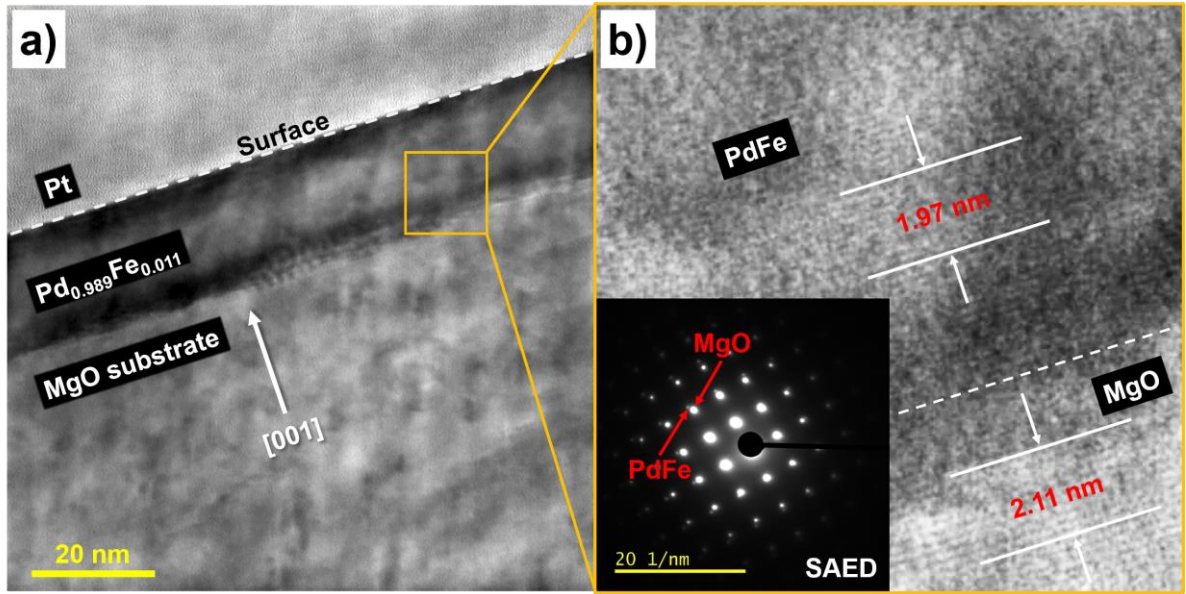 a)
Surface
Pt
Pd0.989Fe0.011
MgO substrate
[001]
20 nm
b)
PdFe
1.97 nm
MgO
2.11 nm
MgO
PdFe
20 1/nm
SAED